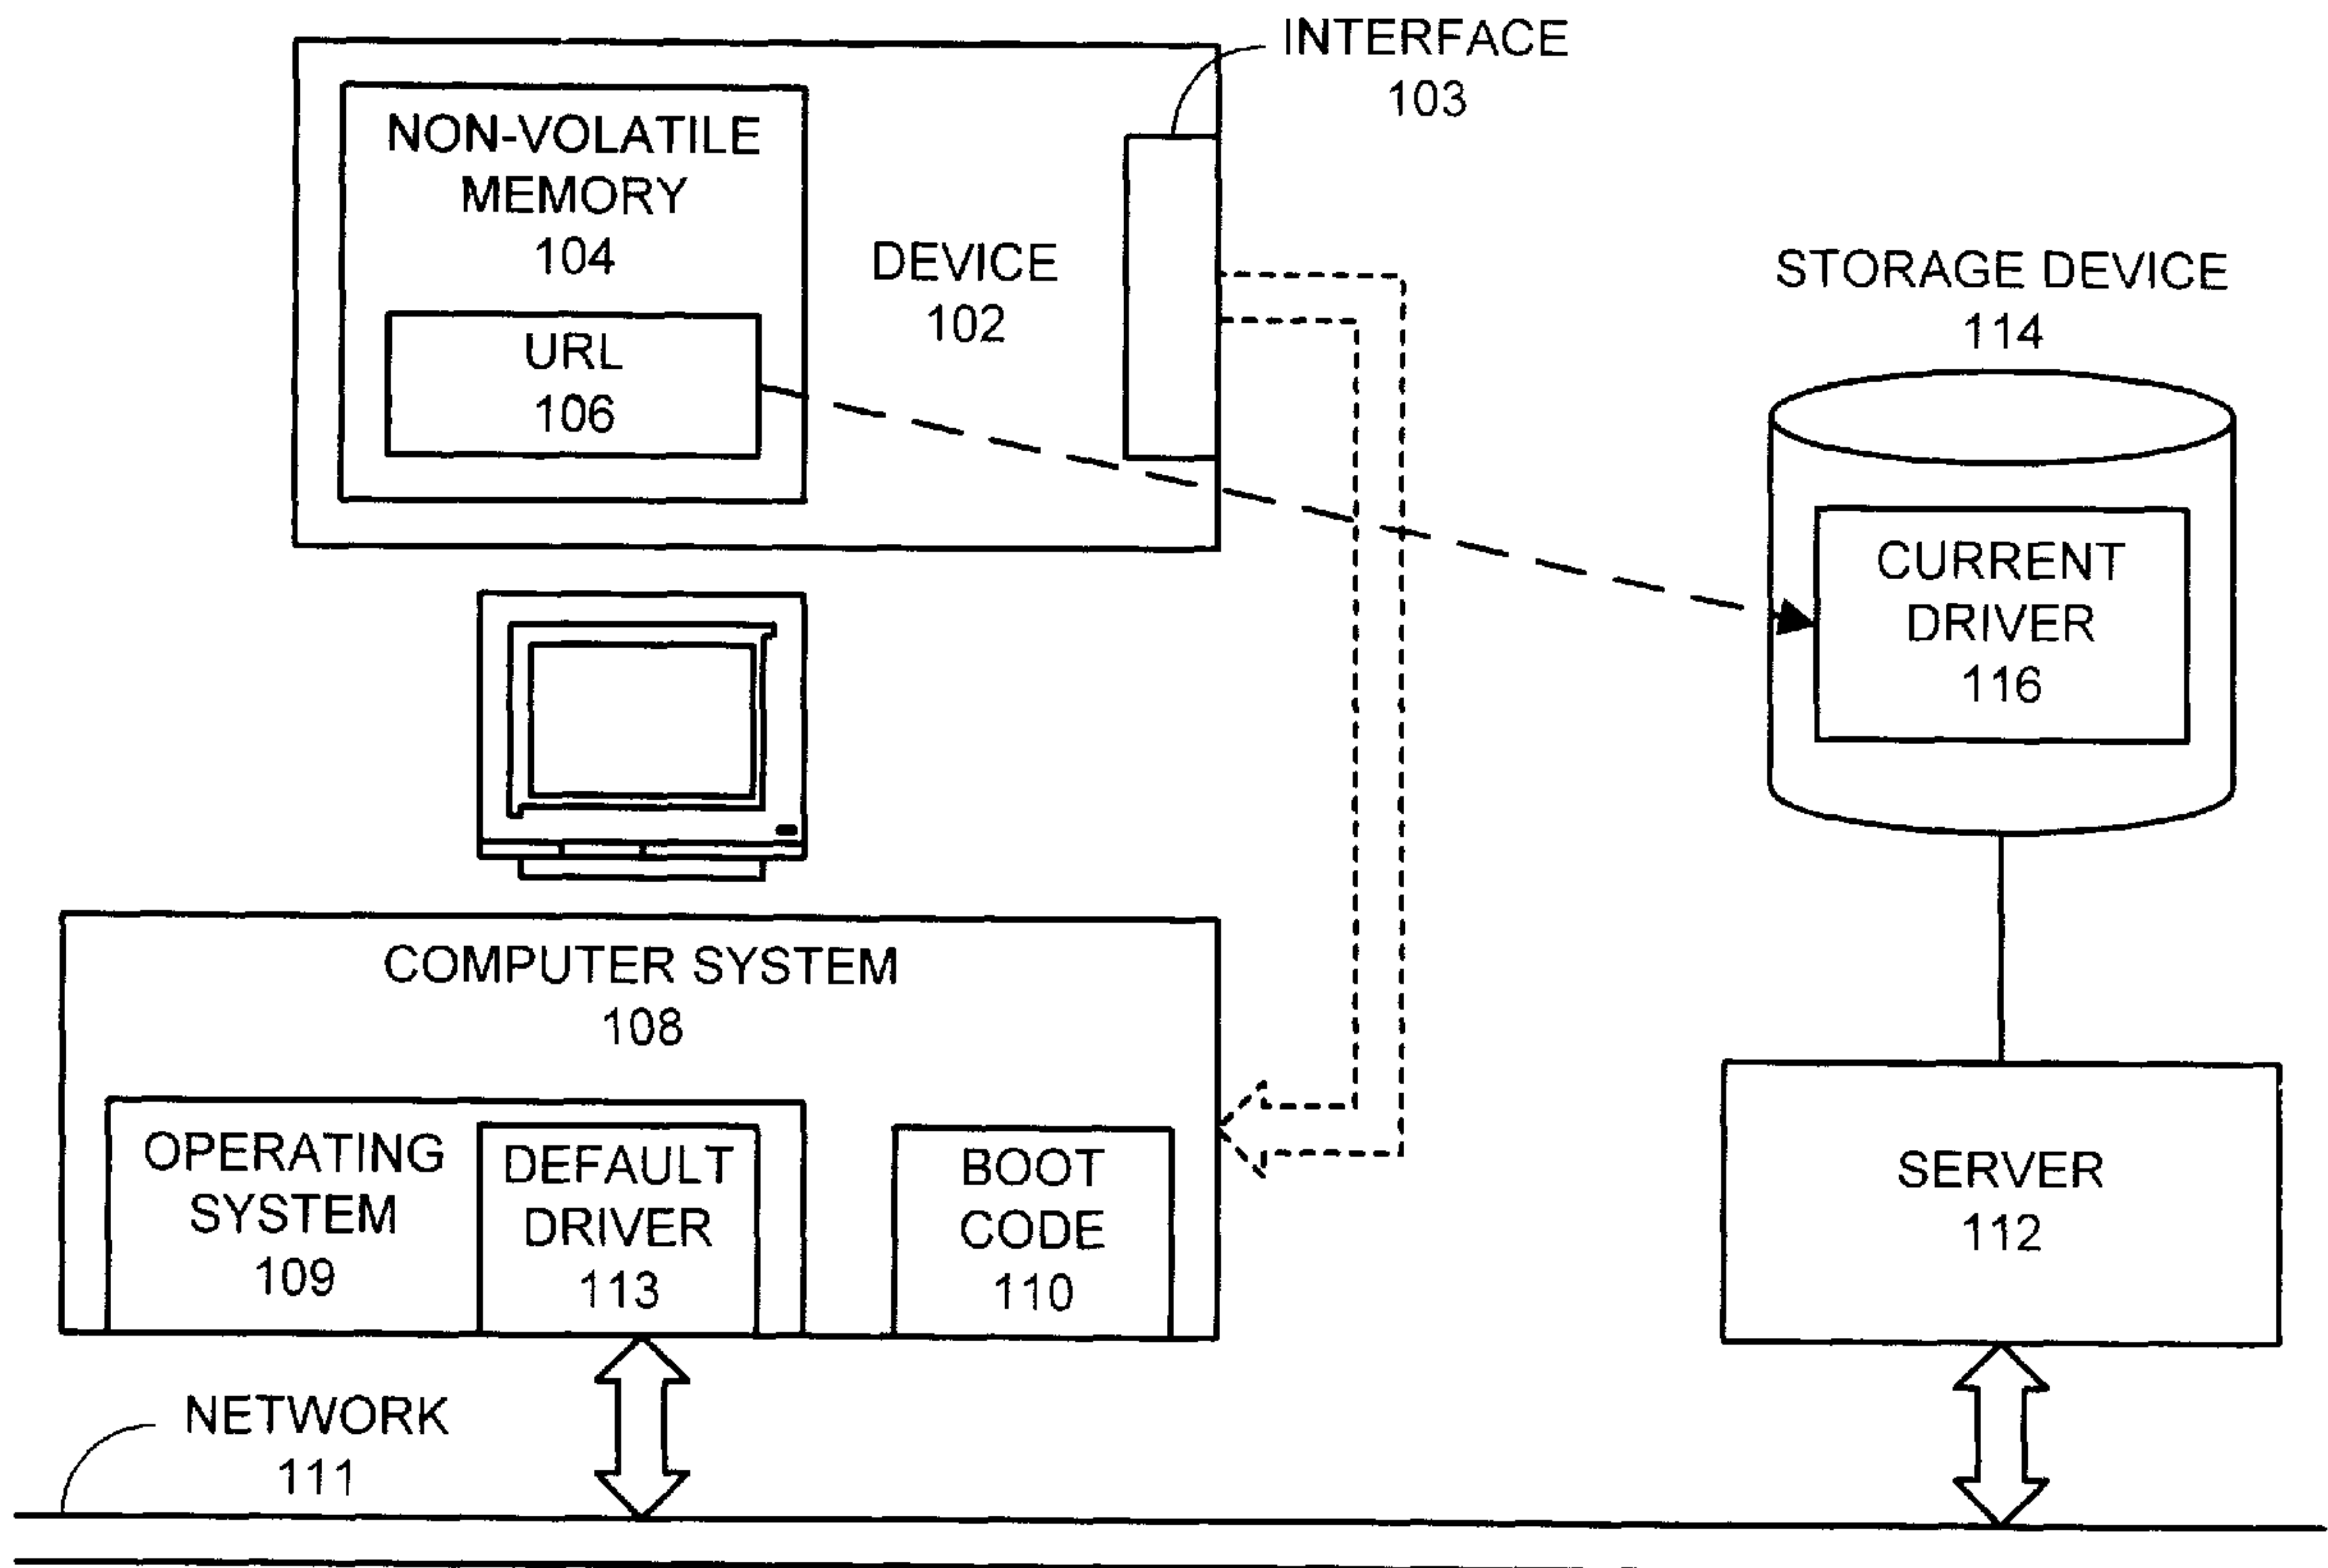 INTERFACE
103
NON-VOLATILE
MEMORY
104
DEVICE
102
URL
106
STORAGE DEVICE
114
CURRENT
DRIVER
116
COMPUTER SYSTEM
108
OPERATING
SYSTEM
109
DEFAULT
DRIVER
113
BOOT
CODE
110
SERVER
112
NETWORK
111